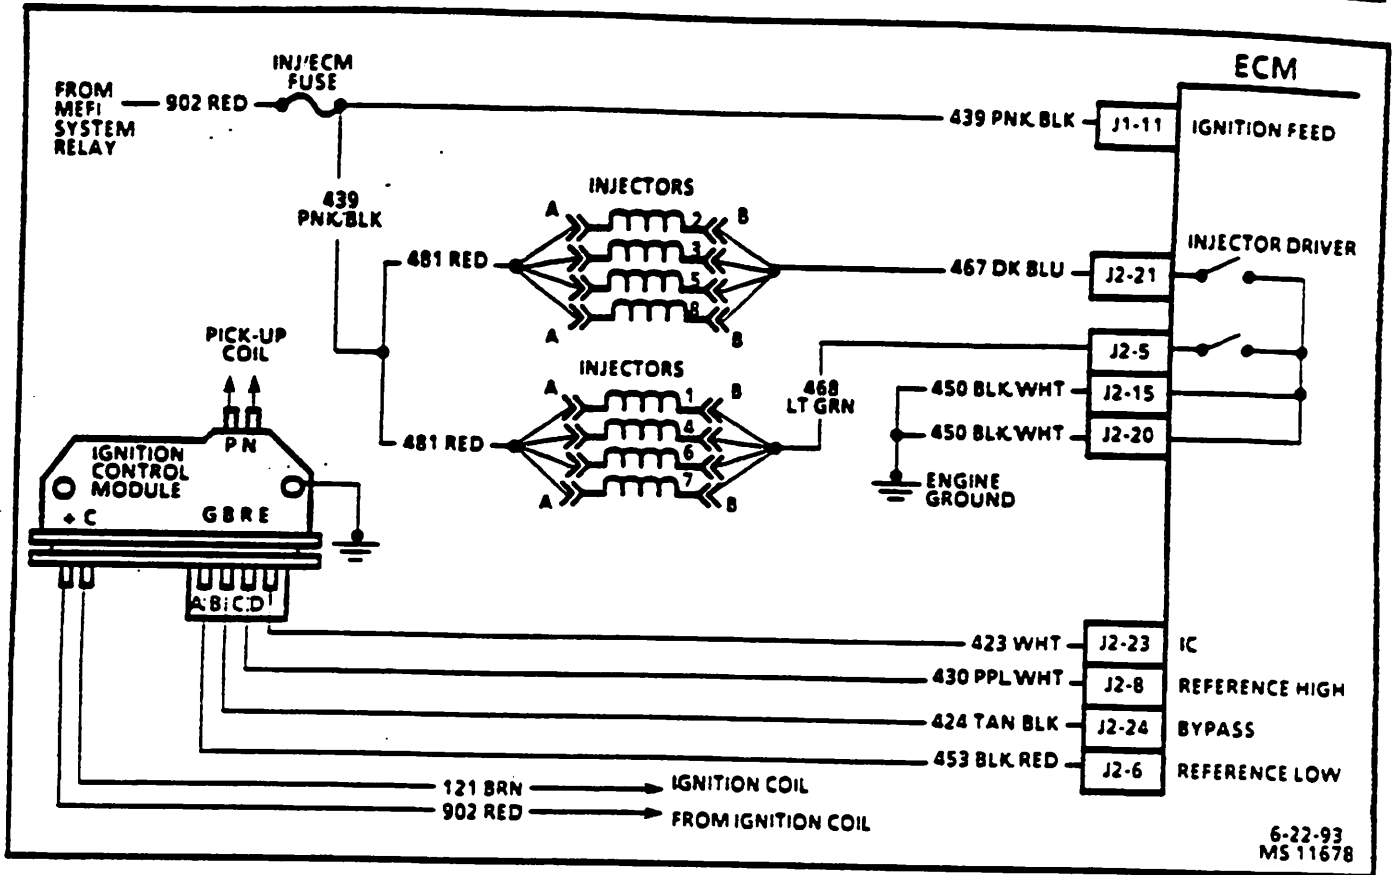 ECM
INJ/ECM
FUSE
FROM
MEFI
SYSTEM
RELAY
902 RED
439 PNK BLK
J1-11
IGNITION FEED
439
PNK/BLK
INJECTORS
A
2
B
3
5
8
A
B
481 RED
467 DK BLU
J2-21
INJECTOR DRIVER
J2-5
468
LT GRN
INJECTORS
A
1
B
4
6
7
A
B
481 RED
450 BLK/WHT
J2-15
450 BLK/WHT
J2-20
ENGINE
GROUND
PICK-UP
COIL
P N
IGNITION
CONTROL
MODULE
+ C
G B R E
A B C D
423 WHT
J2-23
IC
430 PPL/WHT
J2-8
REFERENCE HIGH
424 TAN BLK
J2-24
BYPASS
453 BLK RED
J2-6
REFERENCE LOW
121 BRN
IGNITION COIL
902 RED
FROM IGNITION COIL
6-22-93
MS 11678